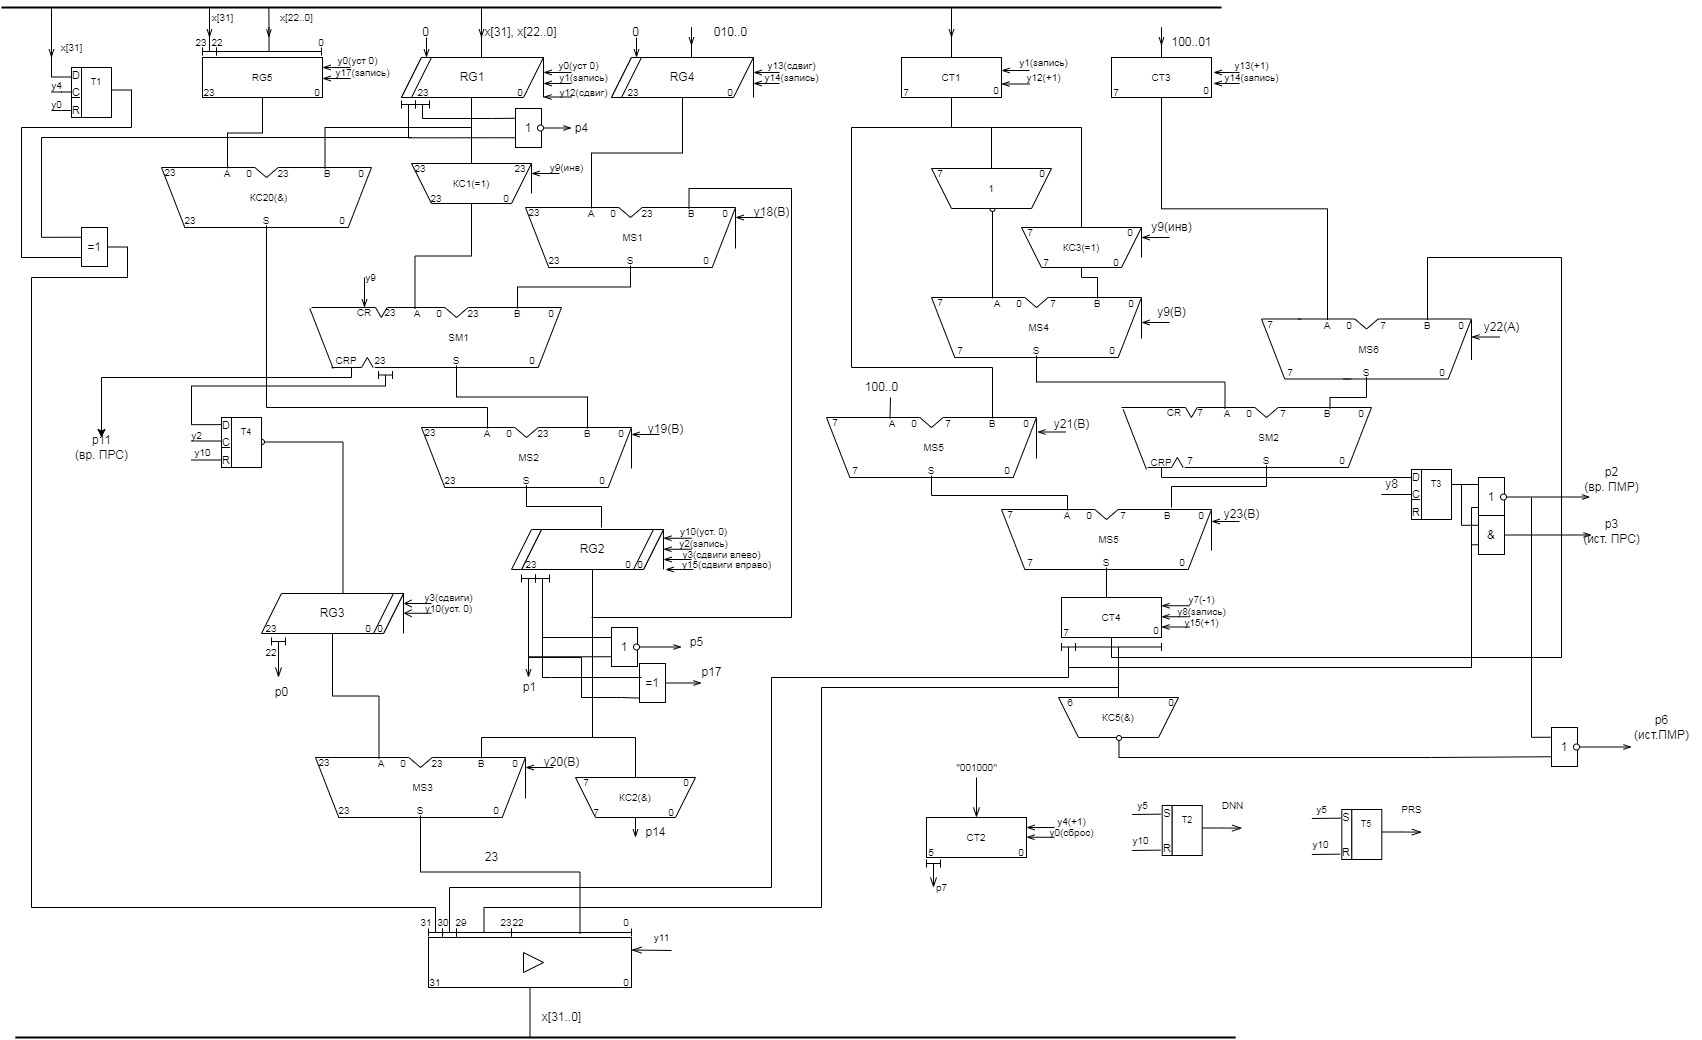 x[31]
x[22..0]
x[31]
23 22 0
RG5
23 0
y0(уст 0)
y17(запись)
0
x[31], x[22..0]
RG1
23 0
y0(уст 0)
y1(запись)
y12(сдвиг)
0
010..0
RG4
23 0
y13(сдвиг)
y14(запись)
CT1
7 0
y1(запись)
y12(+1)
100..01
CT3
7 0
y13(+1)
y14(запись)
D T1
y4 C
y0 R
1
p4
23 A 0 23 B 0
КС20(&)
23 S 0
23 23
КС1(=1)
23 0
y9(инв)
23 A 0 23 B 0
MS1
23 S 0
y18(B)
=1
7 0
1
7 0
КС3(=1)
7 0
y9(инв)
y9
CR 23 A 0 23 B 0
SM1
CRP 23 S 0
7 A 0 7 B 0
MS4
7 S 0
y9(B)
7 A 0 7 B 0
MS6
7 S 0
y22(A)
p11
(вр. ПРС)
D T4
y2 C
y10 R
23 A 0 23 B 0
MS2
23 S 0
y19(B)
100..0
7 A 0 7 B 0
MS5
7 S 0
y21(B)
CR 7 A 0 7 B 0
SM2
CRP 7 S 0
D T3
y8 C
R
1
&
p2
(вр. ПМР)
p3
(ист. ПРС)
RG2
23 0 0
y10(уст. 0)
y2(запись)
y3(сдвиги влево)
y15(сдвиги вправо)
7 A 0 7 B 0
MS5
7 S 0
y23(B)
RG3
23 0 0
y3(сдвиги)
y10(уст. 0)
22
p0
CT4
7 0
y7(-1)
y8(запись)
y15(+1)
1
p5
=1
p17
p1
6 0
КС5(&)
1
p6
(ист.ПМР)
23 A 0 23 B 0
MS3
23 S 0
y20(B)
7 0
КС2(&)
7 0
p14
"001000"
CT2
5 0
y4(+1)
y0(сброс)
p7
y5 S T2
y10 R
DNN
y5 S T5
y10 R
PRS
23
31 30 29 23 22 0
31 0
y11
x[31..0]